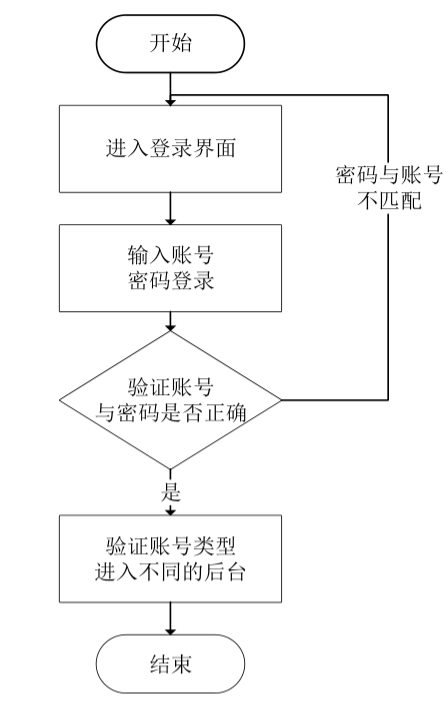 开始
进入登录界面
密码与账号
不匹配
输入账号
密码登录
验证账号
与密码是否正确
是
验证账号类型
进入不同的后台
结束